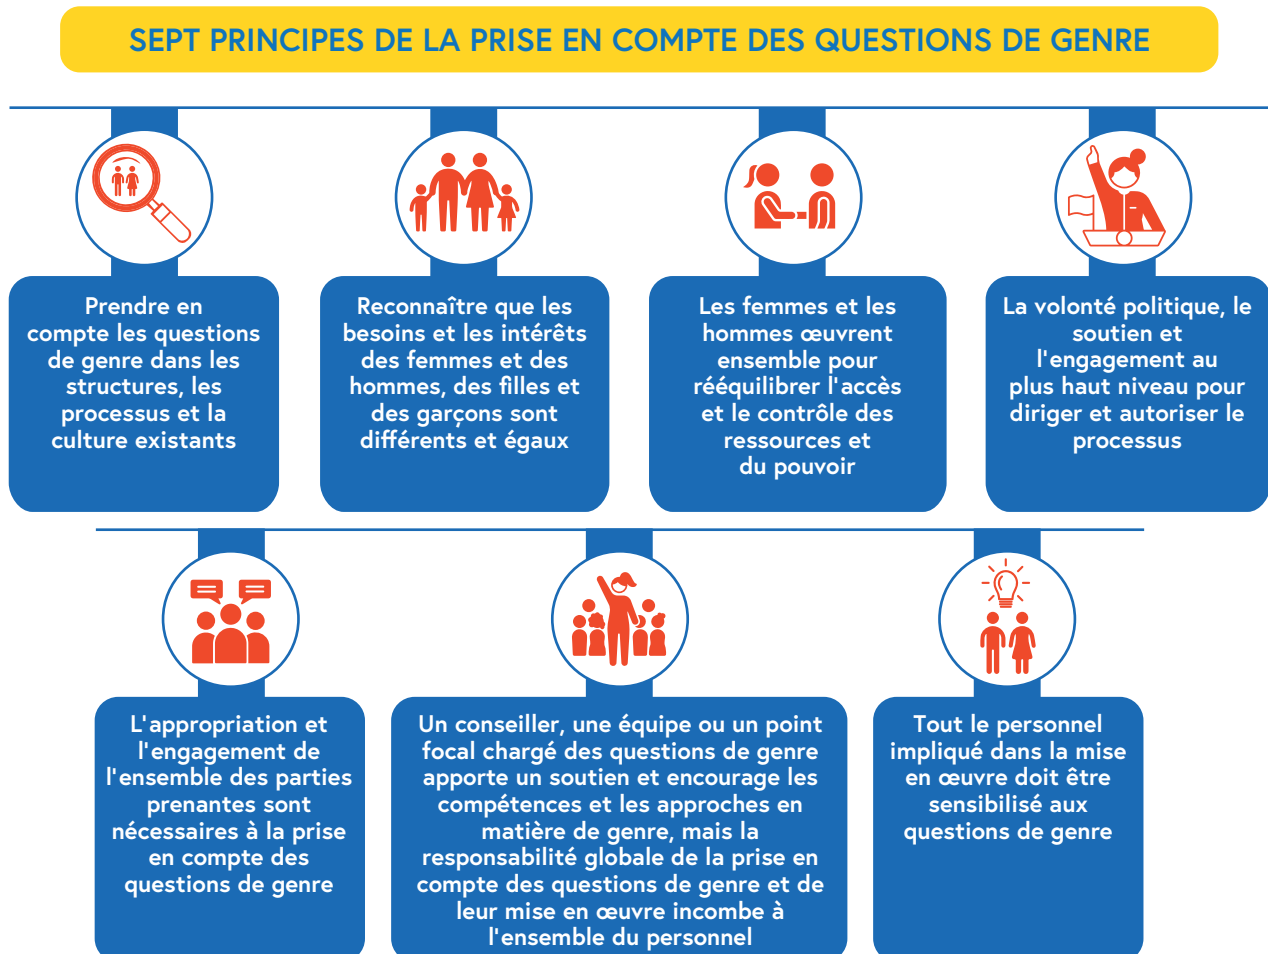 SEPT PRINCIPES DE LA PRISE EN COMPTE DES QUESTIONS DE GENRE
Prendre en
compte les questions
de genre dans les
structures, les
processus et la
culture existants
Reconnaître que les
besoins et les intérêts
des femmes et des
hommes, des filles et
des garçons sont
différents et égaux
Les femmes et les
hommes œuvrent
ensemble pour
rééquilibrer l'accès
et le contrôle des
ressources et
du pouvoir
La volonté politique, le
soutien et
l'engagement au
plus haut niveau pour
diriger et autoriser le
processus
L'appropriation et
l'engagement de
l'ensemble des parties
prenantes sont
nécessaires à la prise
en compte des
questions de genre
Un conseiller, une équipe ou un point
focal chargé des questions de genre
apporte un soutien et encourage les
compétences et les approches en
matière de genre, mais la
responsabilité globale de la prise en
compte des questions de genre et de
leur mise en œuvre incombe à
l'ensemble du personnel
Tout le personnel
impliqué dans la mise
en œuvre doit être
sensibilisé aux
questions de genre